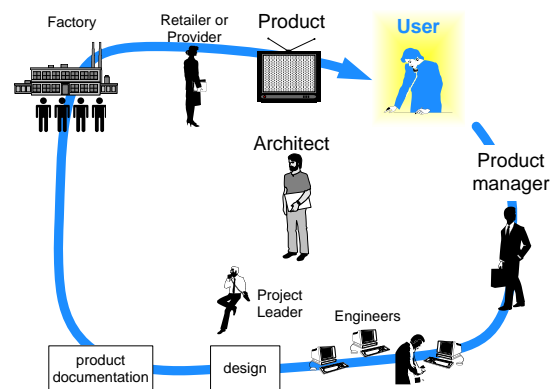 Factory
Retailer or
Provider
Product
User
Architect
Product
manager
Project
Leader
Engineers
product
documentation
design